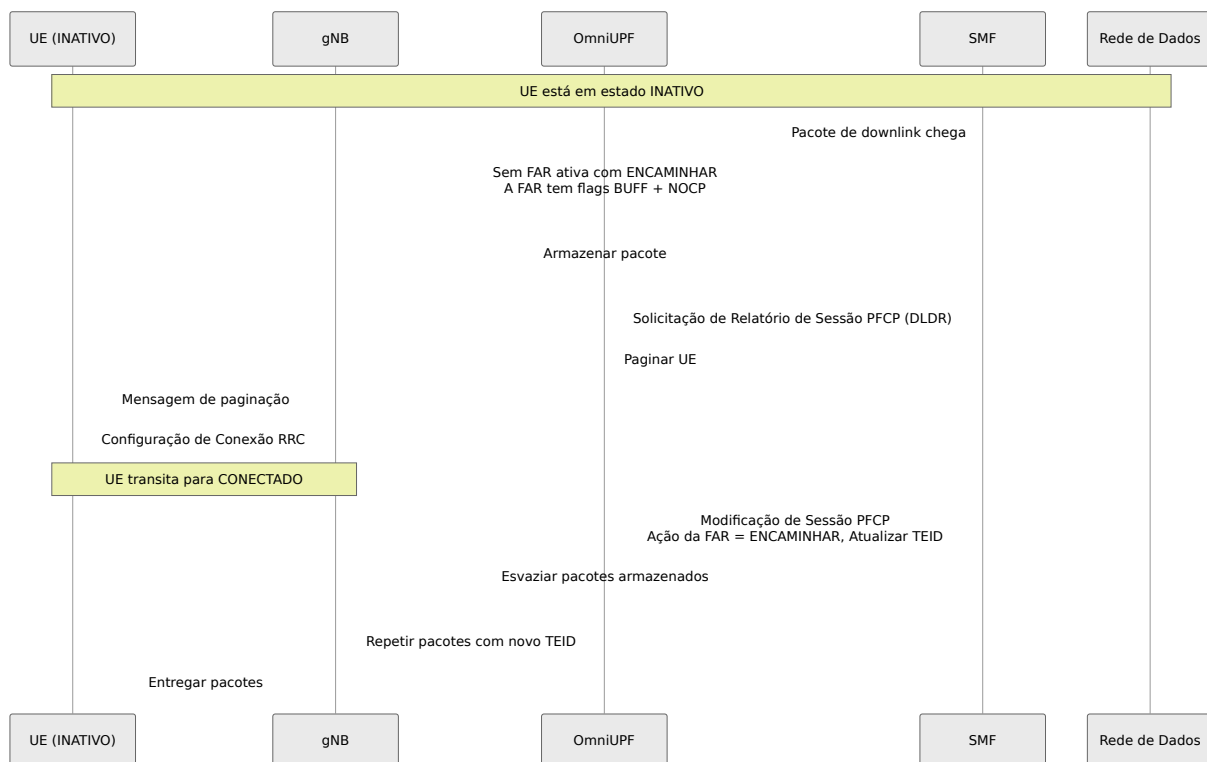 UE (INATIVO)
gNB
OmniUPF
SMF
Rede de Dados
UE está em estado INATIVO
Pacote de downlink chega
Sem FAR ativa com ENCAMINHAR
A FAR tem flags BUFF + NOCP
Armazenar pacote
Solicitação de Relatório de Sessão PFCP (DLDR)
Paginar UE
Mensagem de paginação
Configuração de Conexão RRC
UE transita para CONECTADO
Modificação de Sessão PFCP
Ação da FAR = ENCAMINHAR, Atualizar TEID
Esvaziar pacotes armazenados
Repetir pacotes com novo TEID
Entregar pacotes
UE (INATIVO)
gNB
OmniUPF
SMF
Rede de Dados